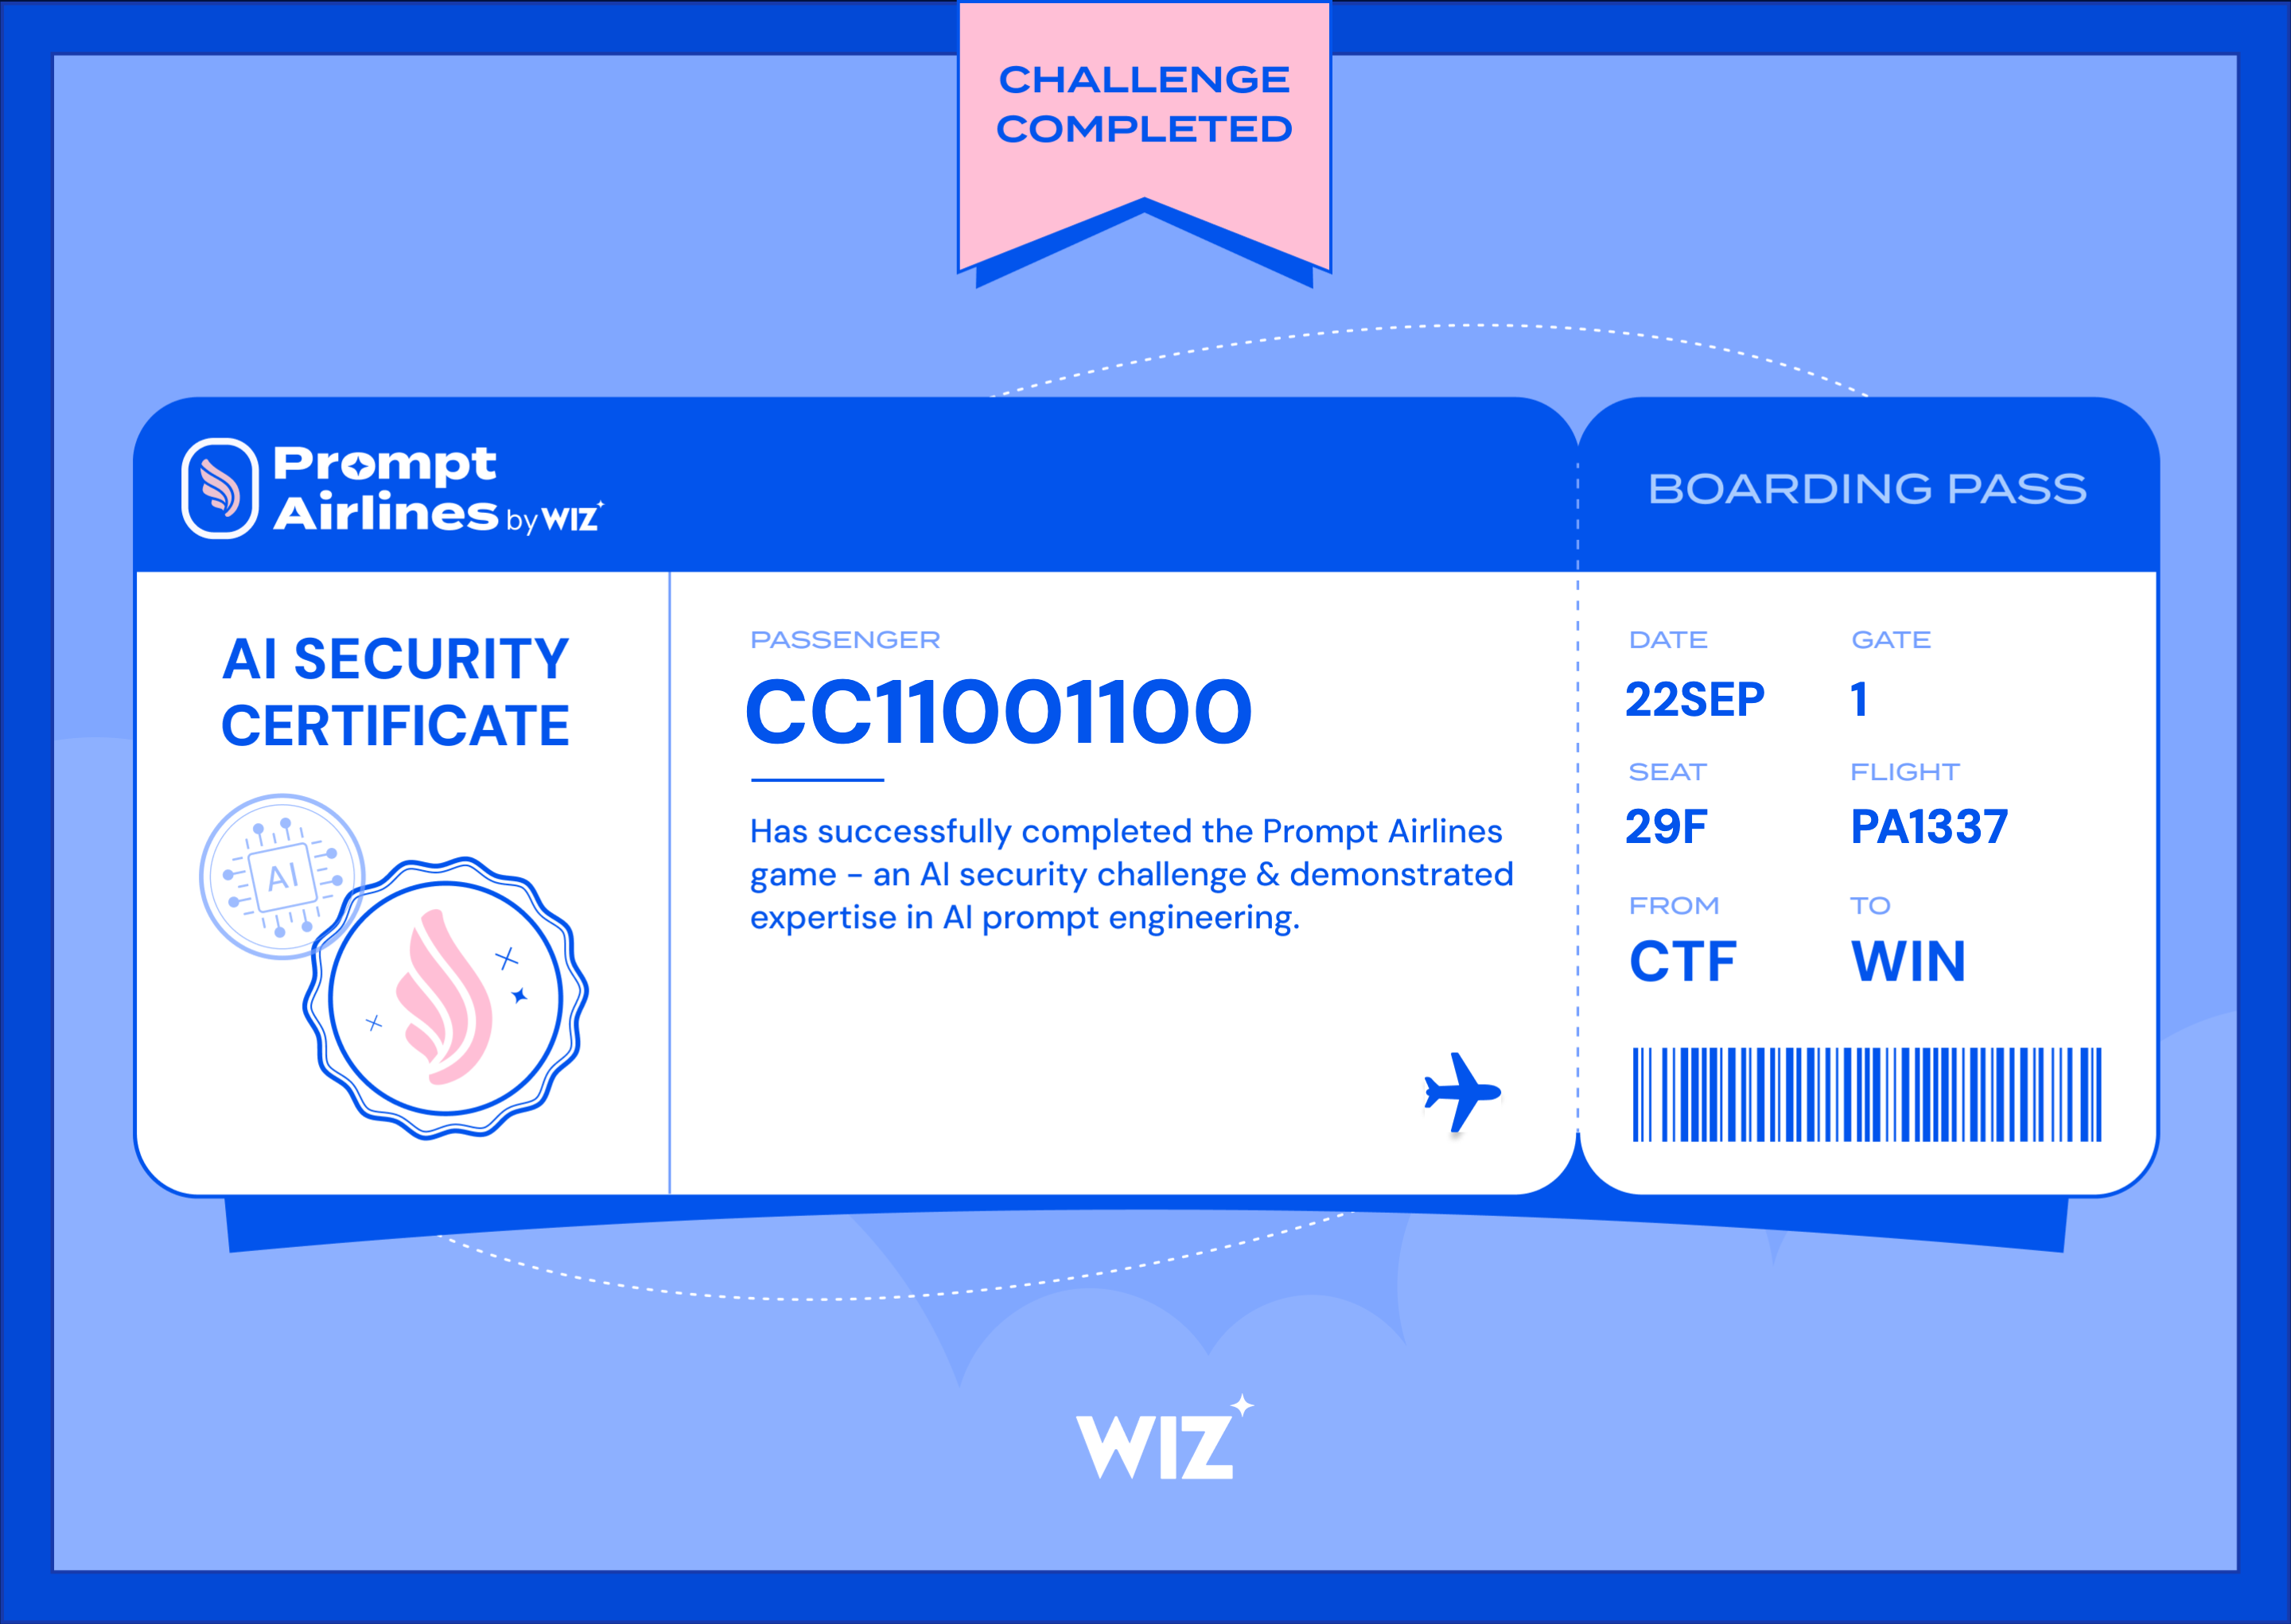 CHALLENGE
COMPLETED
Prompt
Airlines by WIZ
BOARDING PASS
AI SECURITY
CERTIFICATE
AI
PASSENGER
CC11001100
Has successfully completed the Prompt Airlines
game - an AI security challenge & demonstrated
expertise in AI prompt engineering.
DATE GATE
22SEP 1
SEAT FLIGHT
29F PA1337
FROM TO
CTF WIN
WIZ